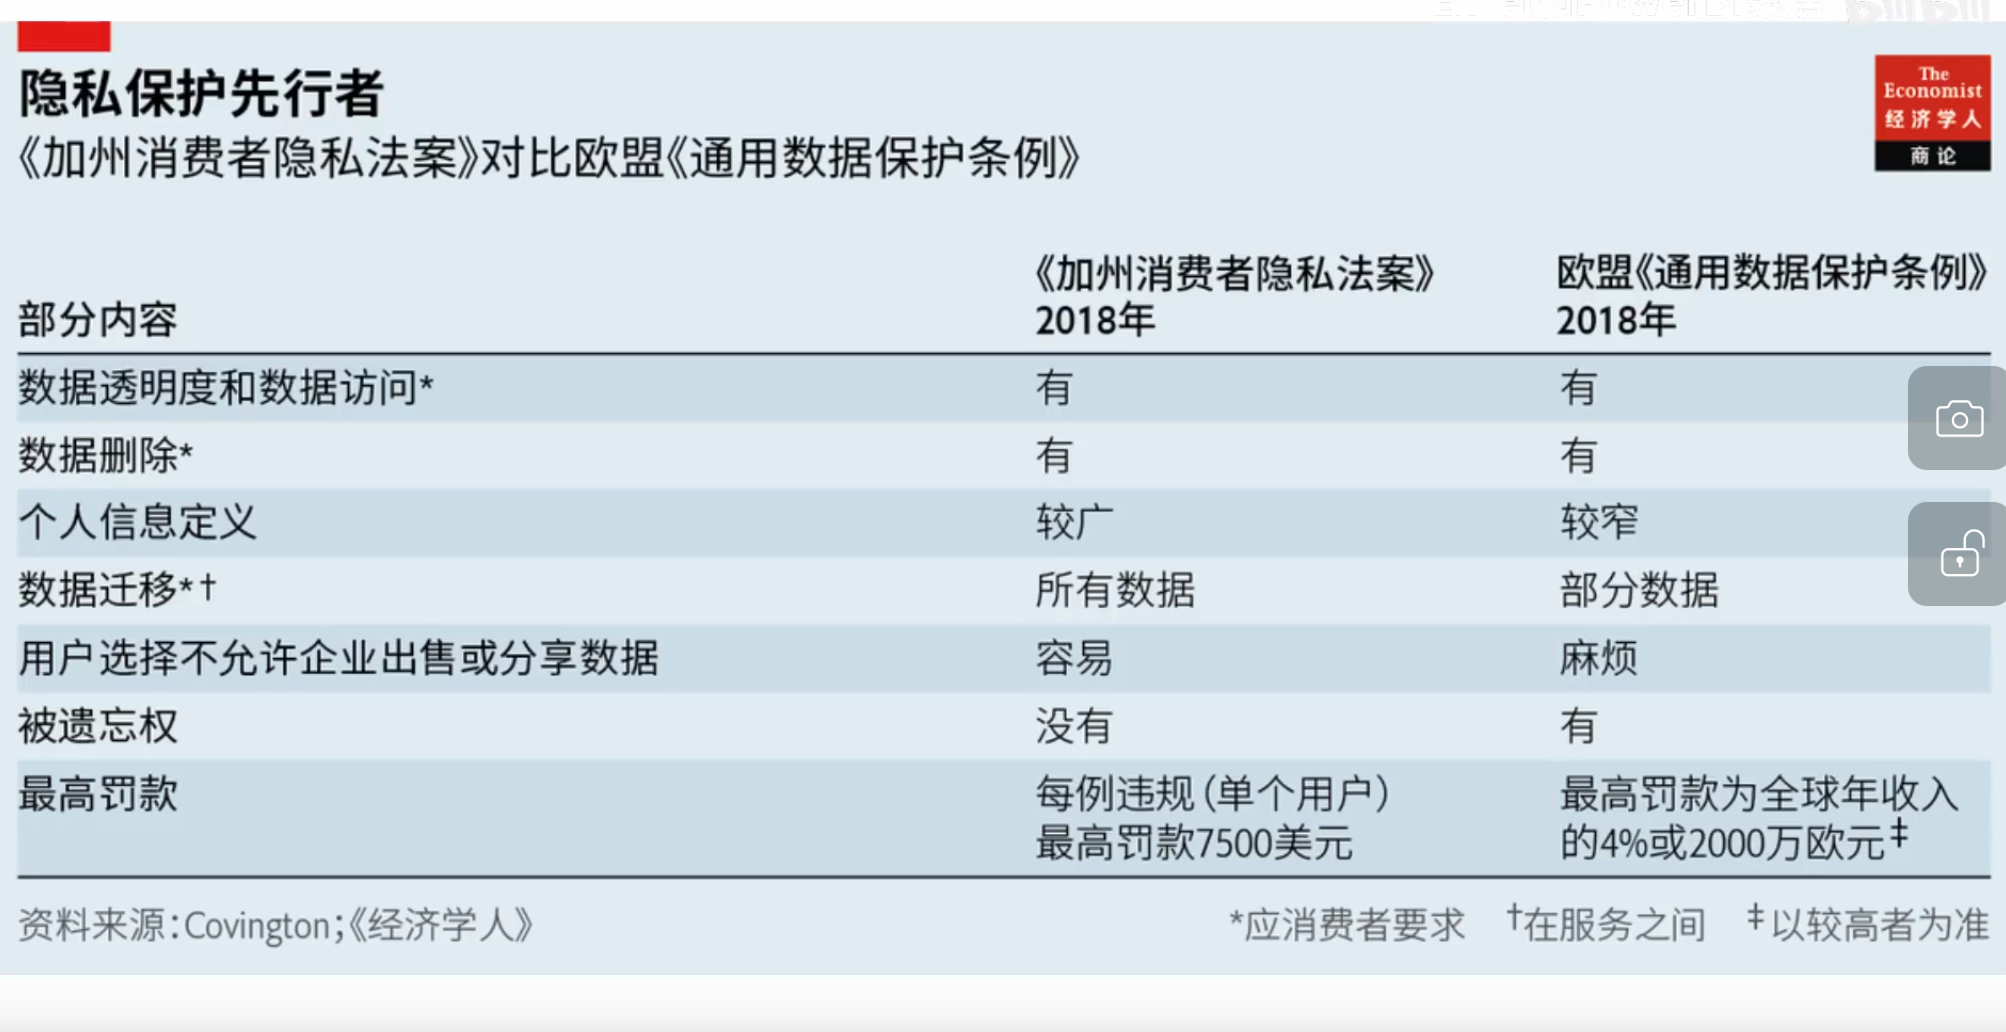 隐私保护先行者
《加州消费者隐私法案》对比欧盟《通用数据保护条例》
The
Economist
经济学人
商论
部分内容 《加州消费者隐私法案》2018年 欧盟《通用数据保护条例》2018年
数据透明度和数据访问* 有 有
数据删除* 有 有
个人信息定义 较广 较窄
数据迁移*† 所有数据 部分数据
用户选择不允许企业出售或分享数据 容易 麻烦
被遗忘权 没有 有
最高罚款 每例违规(单个用户) 最高罚款为全球年收入
最高罚款7500美元 的4%或2000万欧元‡
资料来源:Covington;《经济学人》 *应消费者要求 †在服务之间 ‡以较高者为准